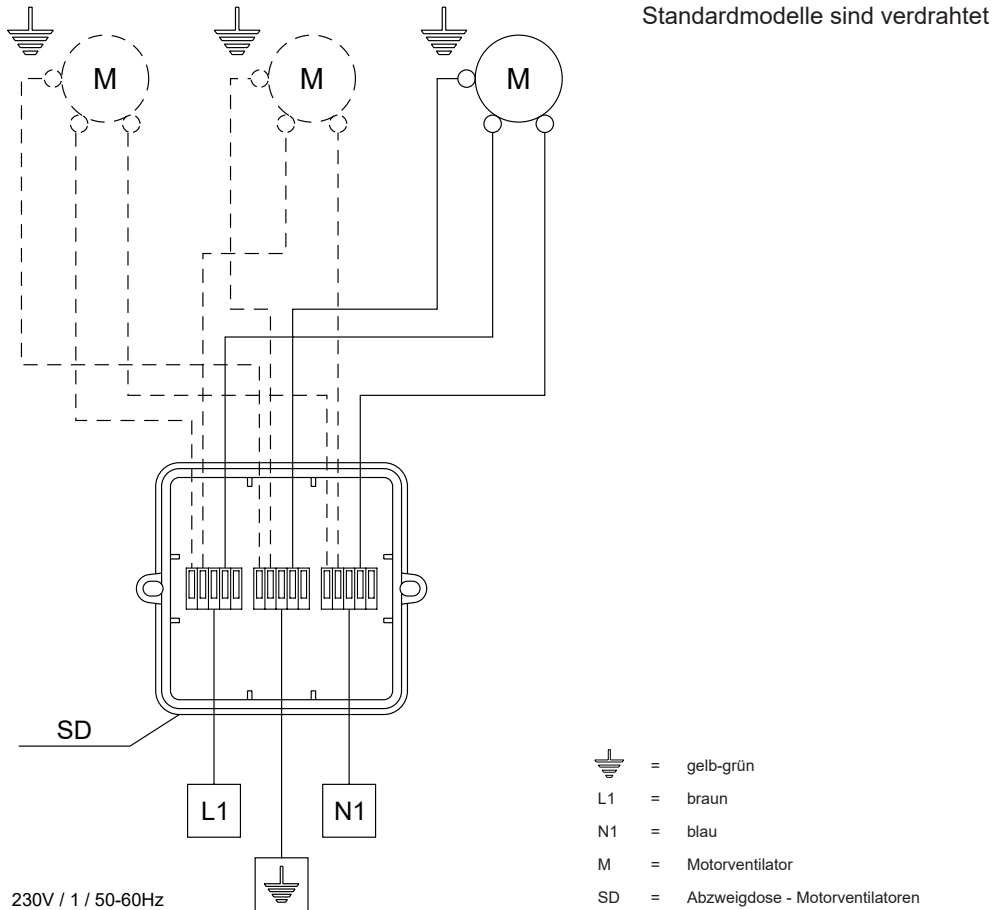 Standardmodelle sind verdrahtet
M M M
SD
L1 N1
= gelb-grün
L1 = braun
N1 = blau
M = Motorventilator
SD = Abzweigdose - Motorventilatoren
230V / 1 / 50-60Hz